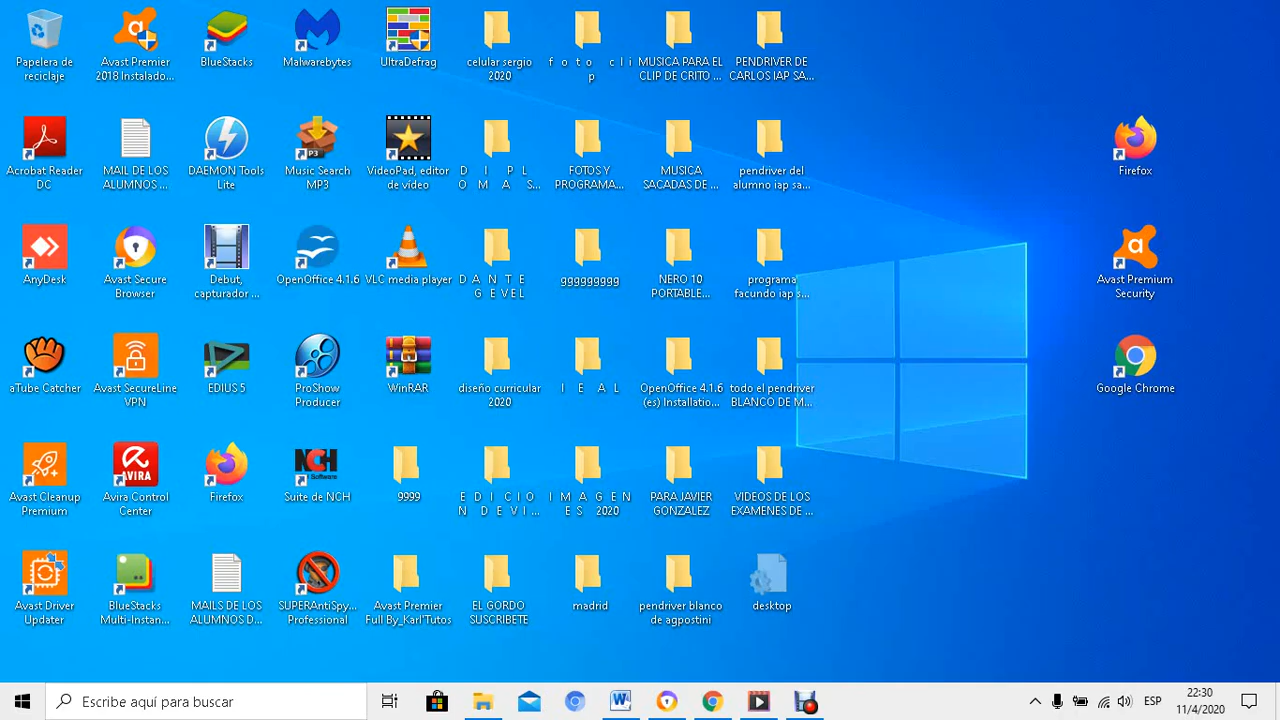 Papelera de
reciclaje
Avast Premier
2018 Instalado...
BlueStacks
Malwarebytes
UltraDefrag
celular sergio
2020
f o t o c l i
p
MUSICA PARA EL
CLIP DE CRITO ...
PENDRIVER DE
CARLOS IAP SA...
Acrobat Reader
DC
MAIL DE LOS
ALUMNOS ...
DAEMON Tools
Lite
P3
Music Search
MP3
VideoPad, editor
de vídeo
D I P L
O M A S...
FOTOS Y
PROGRAMA...
MUSICA
SACADAS DE ...
pendriver del
alumno iap sa...
Firefox
AnyDesk
Avast Secure
Browser
Debut,
capturador ...
OpenOffice 4.1.6
VLC media player
D A N T E
G E V E L
ggggggggg
NERO 10
PORTABLE...
programa
facundo iap s...
Avast Premium
Security
aTube Catcher
Avast SecureLine
VPN
EDIUS 5
ProShow
Producer
WinRAR
diseño curricular
2020
I E A L
OpenOffice 4.1.6
(es) Installatio...
todo el pendriver
BLANCO DE M...
Google Chrome
Avast Cleanup
Premium
AVIRA
Avira Control
Center
Firefox
NCH
Software
Suite de NCH
9999
E D I C I O
N D E V I...
I M A G E N
E S 2020
PARA JAVIER
GONZALEZ
VIDEOS DE LOS
EXAMENES DE ...
Avast Driver
Updater
BlueStacks
Multi-Instan...
MAILS DE LOS
ALUMNOS D...
SUPERAntiSpy...
Professional
Avast Premier
Full By_Karl'Tutos
EL GORDO
SUSCRIBETE
madrid
pendriver blanco
de agpostini
desktop
Escribe aquí para buscar
ESP
22:30
11/4/2020